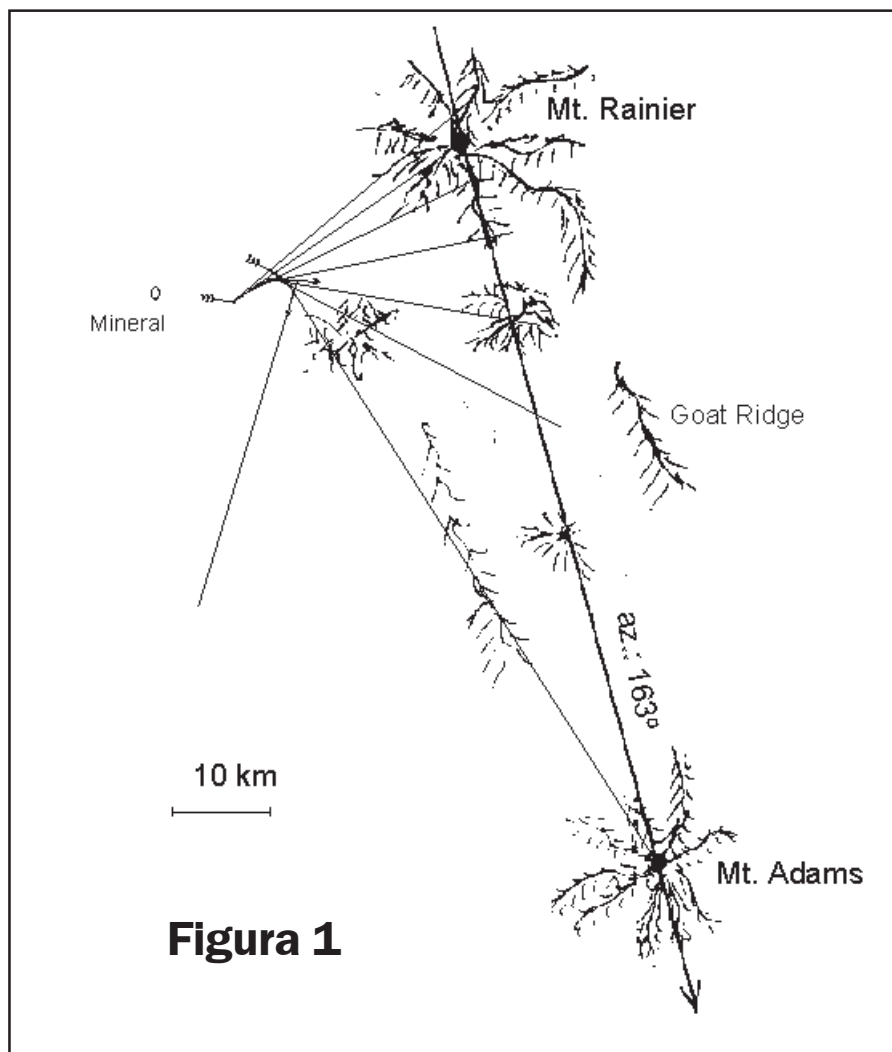 Mt. Rainier
m
m
o
Mineral
Goat Ridge
az.: 163º
10 km
Mt. Adams
Figura 1